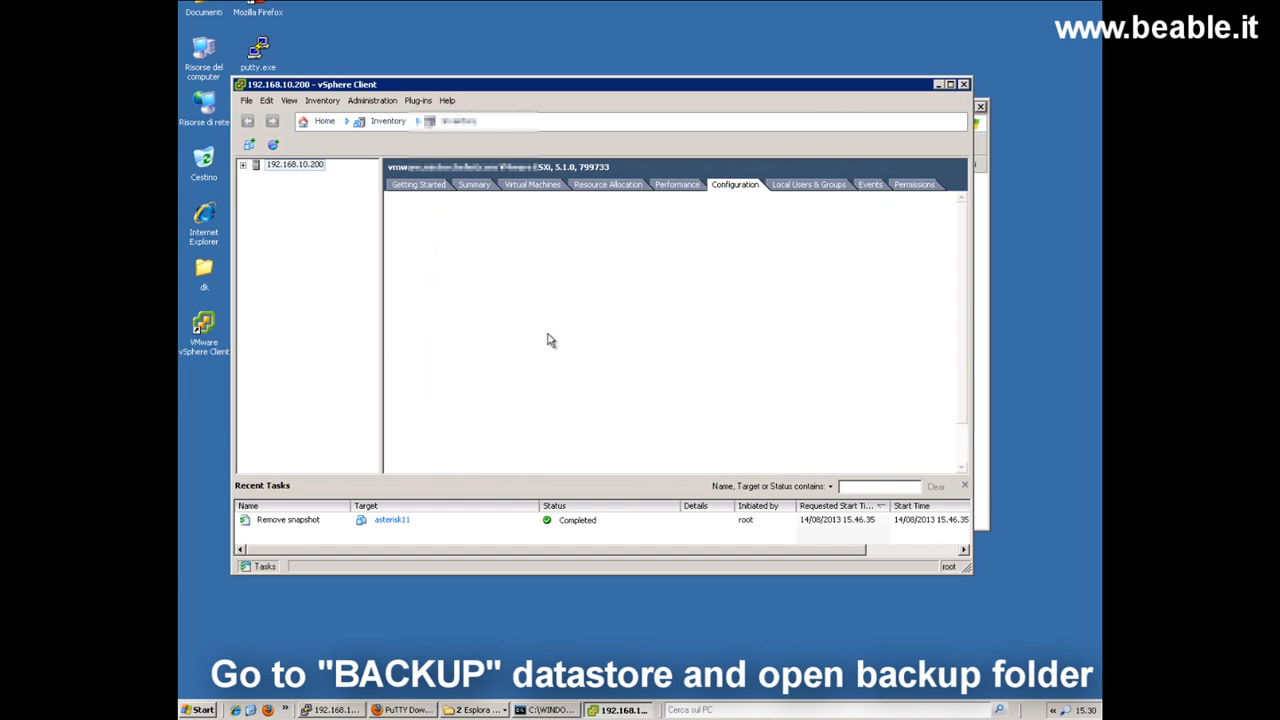 Documenti
Mozilla Firefox
www.beable.it
Risorse del computer
putty.exe
Risorse di rete
Cestino
Internet Explorer
dk
VMware vSphere Client
192.168.10.200 - vSphere Client
File Edit View Inventory Administration Plug-ins Help
Home Inventory Inventory
192.168.10.200
ESXi, 5.1.0, 799733
Getting Started Summary Virtual Machines Resource Allocation Performance Configuration Local Users & Groups Events Permissions
Recent Tasks
Name, Target or Status contains: Clear
Name Target Status Details Initiated by Requested Start Ti... Start Time
Remove snapshot asterisk11 Completed root 14/08/2013 15.46.35 14/08/2013 15.46.35
Tasks root
Go to "BACKUP" datastore and open backup folder
Start 192.168.1... PuTTY Dow... 2 Esplora ... C:\WINDO... 192.168.1... Cerca sul PC 15.30